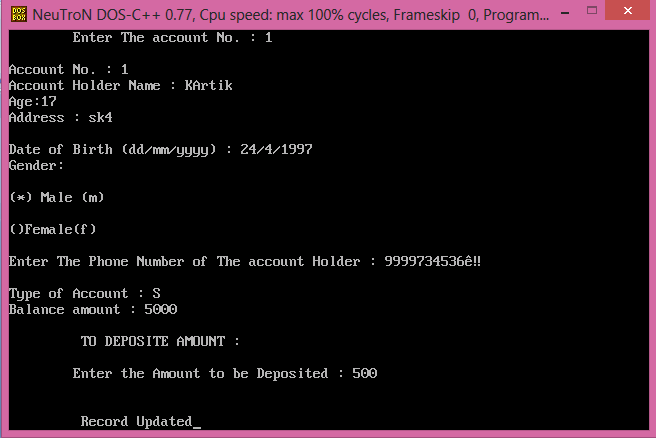 DOS BOX
NeuTroN DOS-C++ 0.77, Cpu speed: max 100% cycles, Frameskip 0, Program...
Enter The account No. : 1
Account No. : 1
Account Holder Name : KArtik
Age:17
Address : sk4
Date of Birth (dd/mm/yyyy) : 24/4/1997
Gender:
(*) Male (m)
()Female(f)
Enter The Phone Number of The account Holder : 9999734536ê‼
Type of Account : S
Balance amount : 5000
TO DEPOSITE AMOUNT :
Enter the Amount to be Deposited : 500
Record Updated_